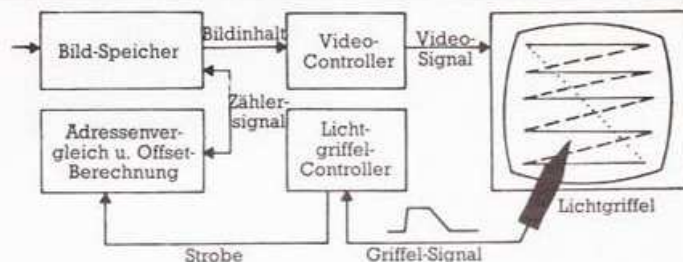 Bild-Speicher
Bildinhalt
Video-
Controller
Video-
Signal
Zähler-
signal
Adressenver-
gleich u. Offset-
Berechnung
Licht-
griffel-
Controller
Lichtgriffel
Strobe
Griffel-Signal